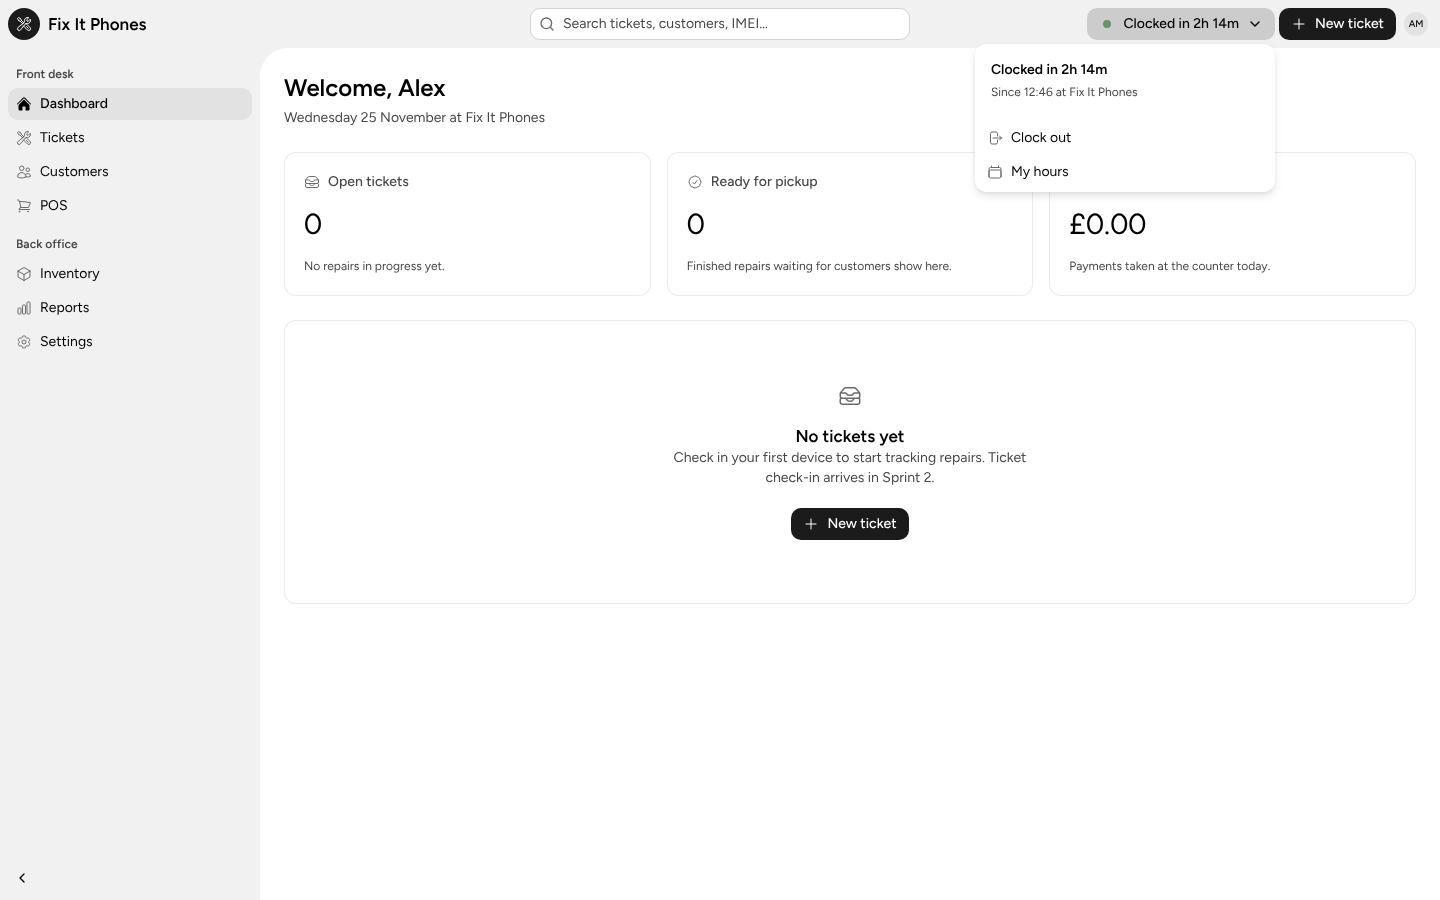 Fix It Phones
Search tickets, customers, IMEI...
Clocked in 2h 14m
New ticket
AM
Clocked in 2h 14m
Since 12:46 at Fix It Phones
Clock out
My hours
Front desk
Dashboard
Tickets
Customers
POS
Back office
Inventory
Reports
Settings
Welcome, Alex
Wednesday 25 November at Fix It Phones
Open tickets
0
No repairs in progress yet.
Ready for pickup
0
Finished repairs waiting for customers show here.
£0.00
Payments taken at the counter today.
No tickets yet
Check in your first device to start tracking repairs. Ticket
check-in arrives in Sprint 2.
New ticket